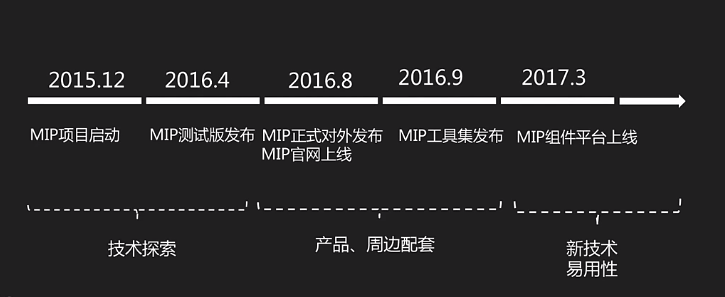 2015.12 2016.4 2016.8 2016.9 2017.3
MIP项目启动 MIP测试版发布 MIP正式对外发布 MIP工具集发布 MIP组件平台上线
MIP官网上线
技术探索 产品、周边配套 新技术
易用性